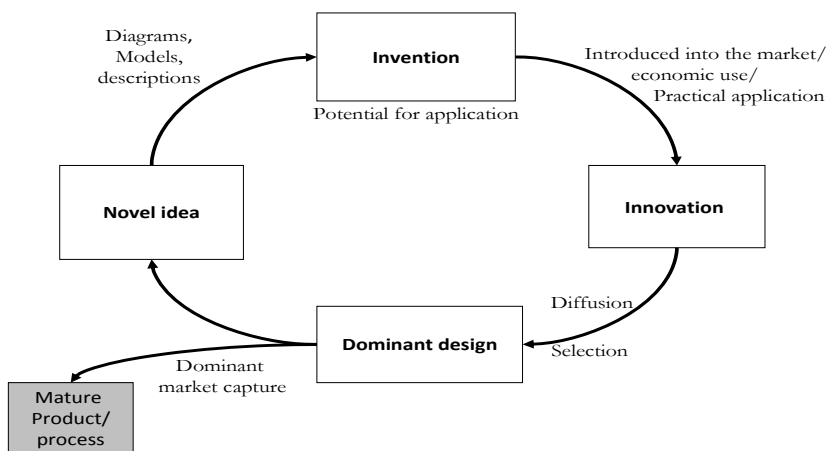 Diagrams,
Models,
descriptions
Invention
Potential for application
Introduced into the market/
economic use/
Practical application
Novel idea
Innovation
Diffusion
Selection
Dominant design
Dominant
market capture
Mature
Product/
process